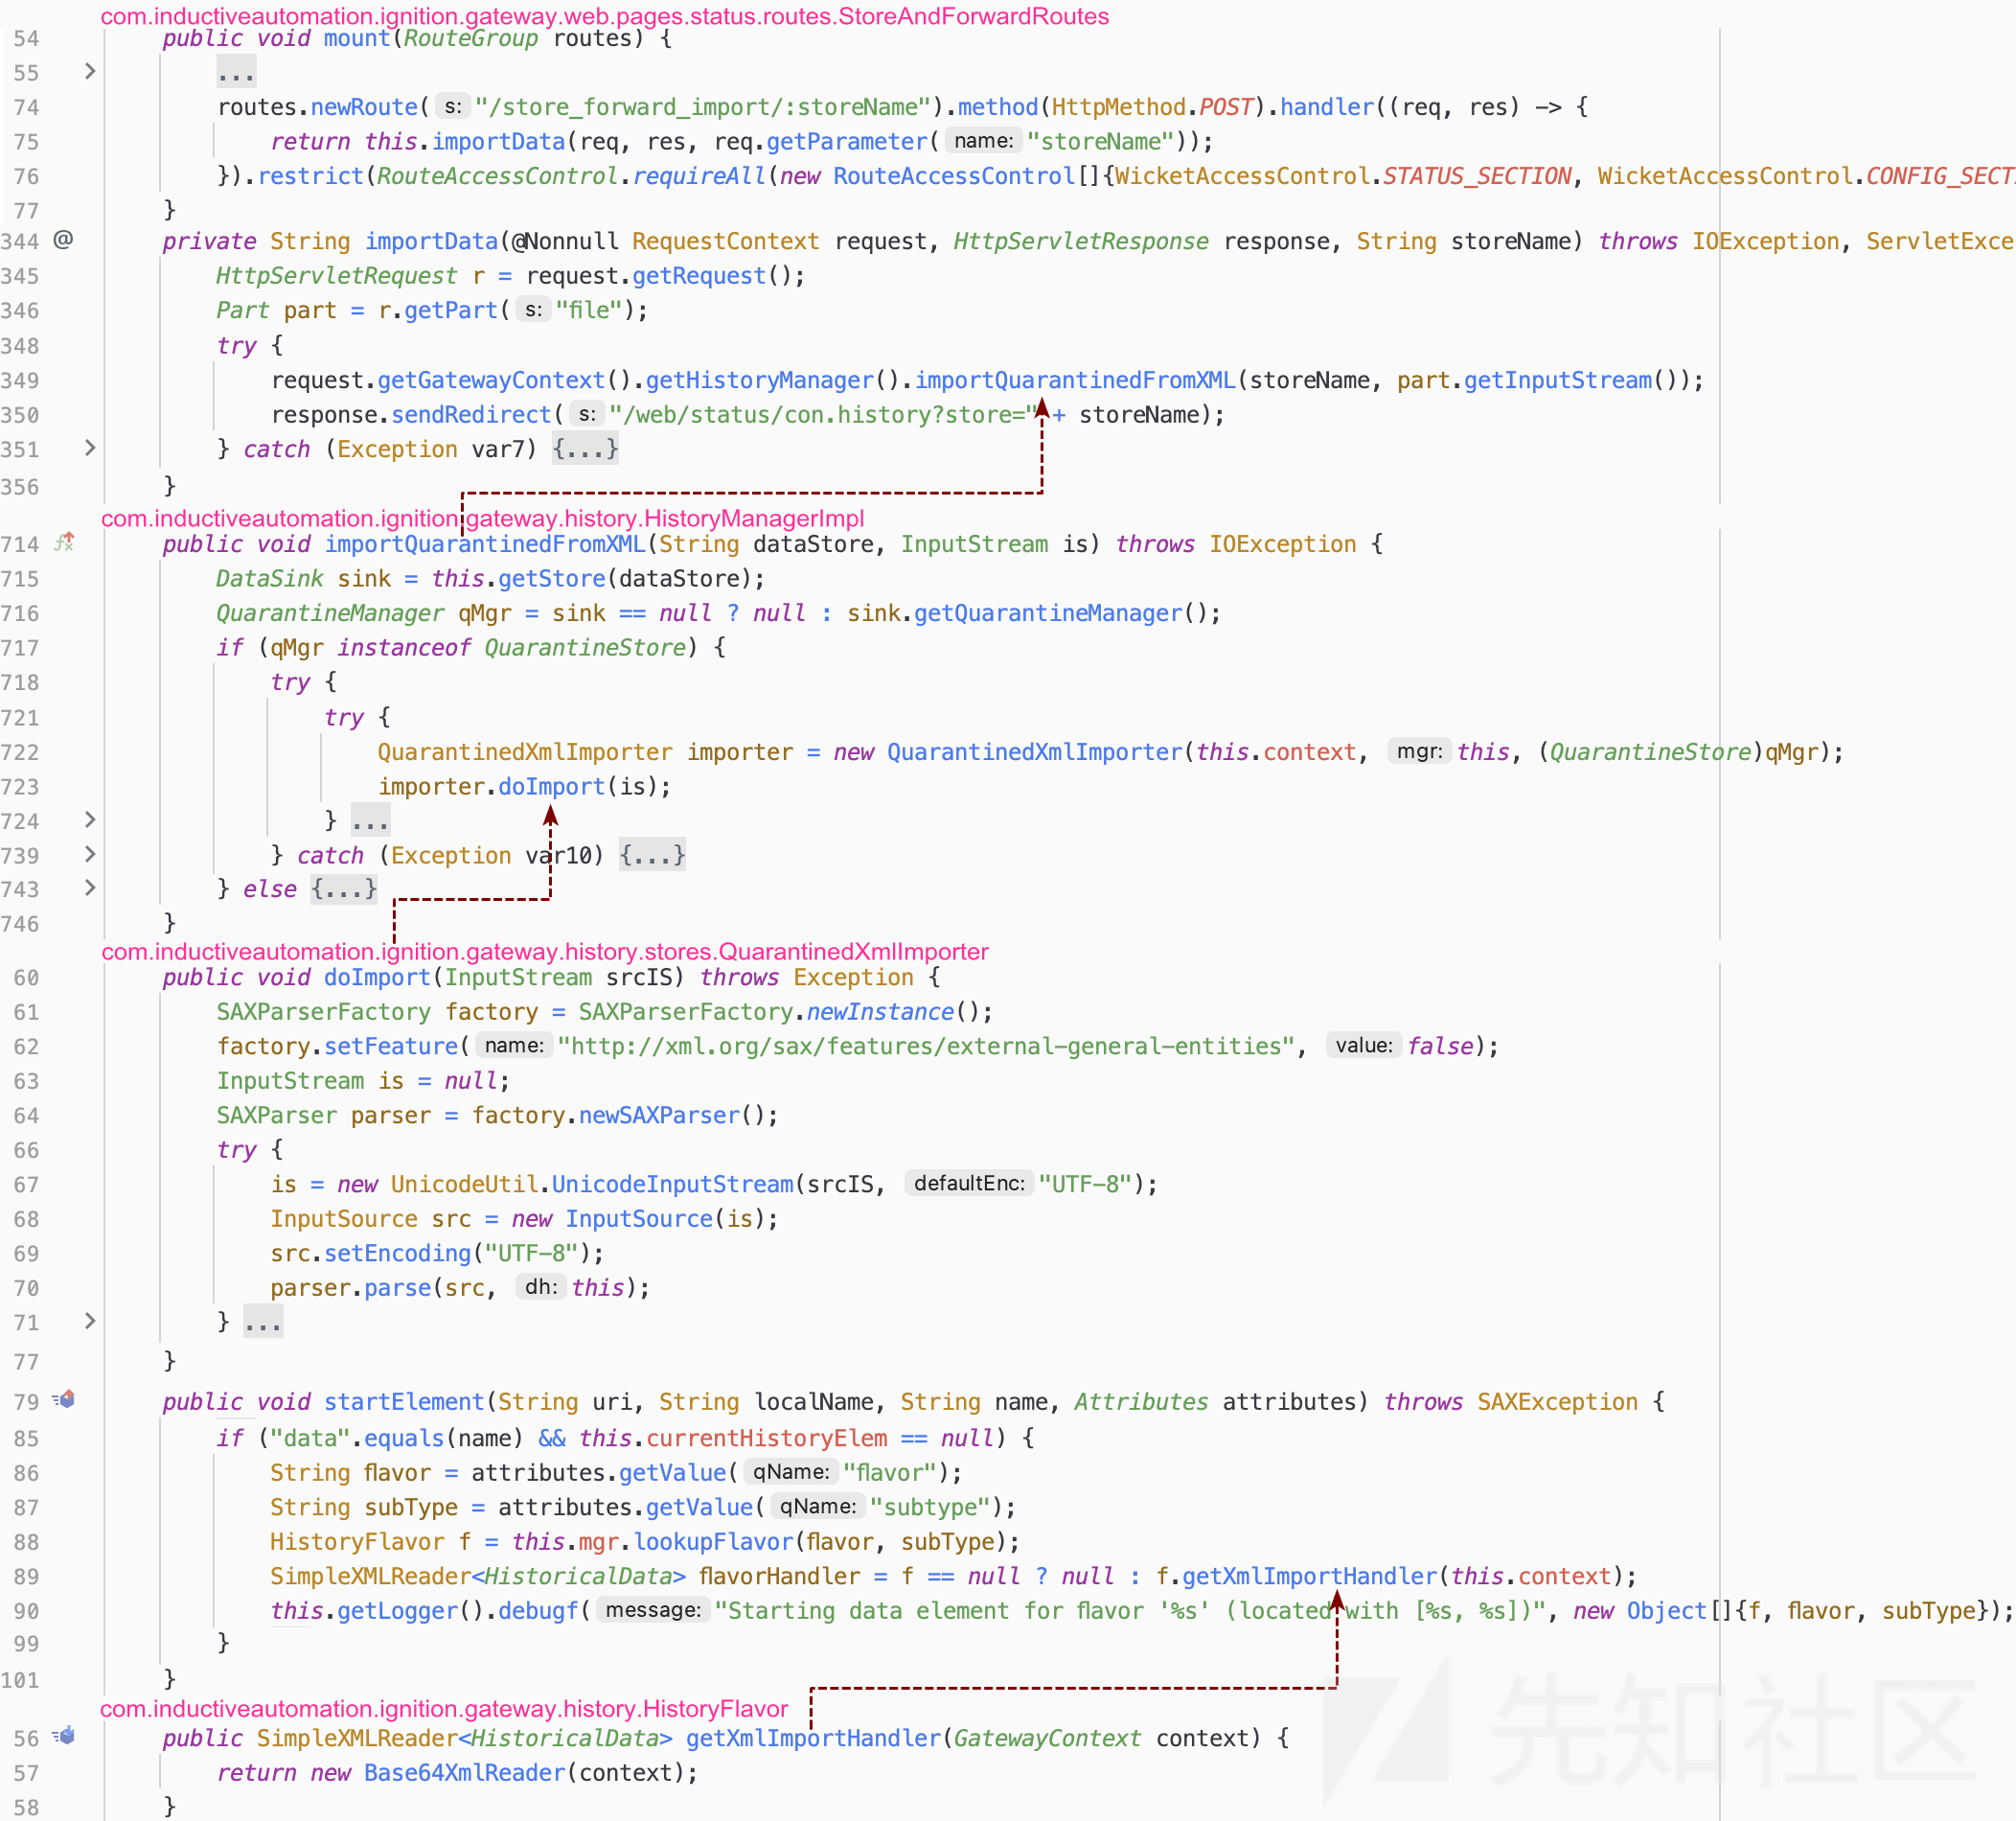 com.inductiveautomation.ignition.gateway.web.pages.status.routes.StoreAndForwardRoutes
54 public void mount(RouteGroup routes) {
55 ...
74 routes.newRoute( s: "/store_forward_import/:storeName").method(HttpMethod.POST).handler((req, res) -> {
75 return this.importData(req, res, req.getParameter( name: "storeName"));
76 }).restrict(RouteAccessControl.requireAll(new RouteAccessControl[]{WicketAccessControl.STATUS_SECTION, WicketAccessControl.CONFIG_SECT
77 }
344 @ private String importData(@Nonnull RequestContext request, HttpServletResponse response, String storeName) throws IOException, ServletExce
345 HttpServletRequest r = request.getRequest();
346 Part part = r.getPart( s: "file");
348 try {
349 request.getGatewayContext().getHistoryManager().importQuarantinedFromXML(storeName, part.getInputStream());
350 response.sendRedirect( s: "/web/status/con.history?store=" + storeName);
351 } catch (Exception var7) {...}
356 }
com.inductiveautomation.ignition.gateway.history.HistoryManagerImpl
714 public void importQuarantinedFromXML(String dataStore, InputStream is) throws IOException {
715 DataSink sink = this.getStore(dataStore);
716 QuarantineManager qMgr = sink == null ? null : sink.getQuarantineManager();
717 if (qMgr instanceof QuarantineStore) {
718 try {
721 try {
722 QuarantinedXmlImporter importer = new QuarantinedXmlImporter(this.context, mgr: this, (QuarantineStore)qMgr);
723 importer.doImport(is);
724 } ...
739 } catch (Exception var10) {...}
743 } else {...}
746 }
com.inductiveautomation.ignition.gateway.history.stores.QuarantinedXmlImporter
60 public void doImport(InputStream srcIS) throws Exception {
61 SAXParserFactory factory = SAXParserFactory.newInstance();
62 factory.setFeature( name: "http://xml.org/sax/features/external-general-entities", value: false);
63 InputStream is = null;
64 SAXParser parser = factory.newSAXParser();
66 try {
67 is = new UnicodeUtil.UnicodeInputStream(srcIS, defaultEnc: "UTF-8");
68 InputSource src = new InputSource(is);
69 src.setEncoding("UTF-8");
70 parser.parse(src, dh: this);
71 } ...
77 }
79 public void startElement(String uri, String localName, String name, Attributes attributes) throws SAXException {
85 if ("data".equals(name) && this.currentHistoryElem == null) {
86 String flavor = attributes.getValue( qName: "flavor");
87 String subType = attributes.getValue( qName: "subtype");
88 HistoryFlavor f = this.mgr.lookupFlavor(flavor, subType);
89 SimpleXMLReader<HistoricalData> flavorHandler = f == null ? null : f.getXmlImportHandler(this.context);
90 this.getLogger().debugf( message: "Starting data element for flavor '%s' (located with [%s, %s])", new Object[]{f, flavor, subType});
99 }
101 }
com.inductiveautomation.ignition.gateway.history.HistoryFlavor
56 public SimpleXMLReader<HistoricalData> getXmlImportHandler(GatewayContext context) {
57 return new Base64XmlReader(context);
58 }
先知社区